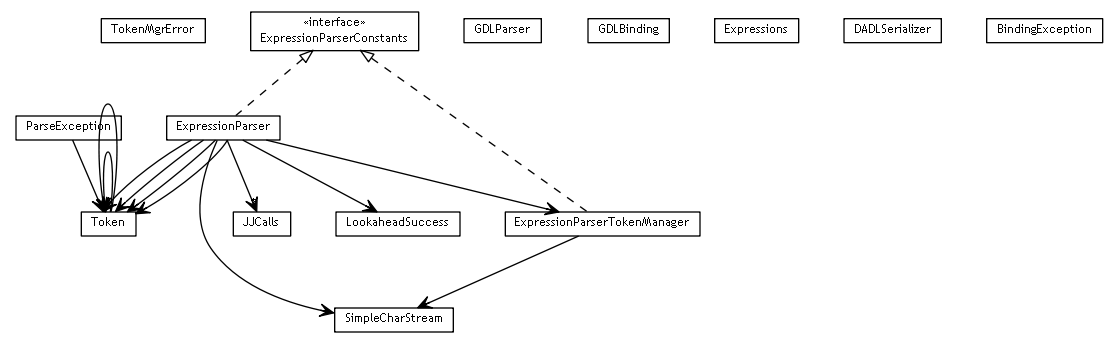 TokenMgrError
«interface»
ExpressionParserConstants
GDLParser
GDLBinding
Expressions
DADLSerializer
BindingException
ParseException
ExpressionParser
Token
JJCalls
LookaheadSuccess
ExpressionParserTokenManager
SimpleCharStream